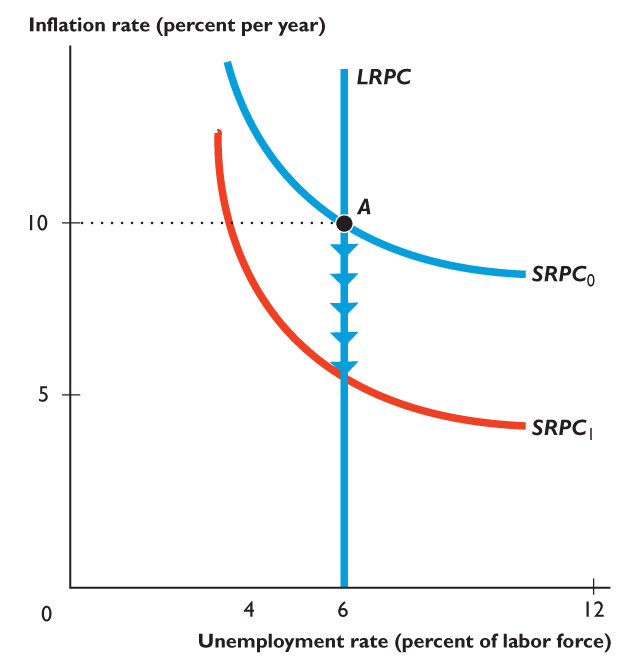 Inflation rate (percent per year)
LRPC
A
10
SRPC0
5
SRPC1
0
4
6
12
Unemployment rate (percent of labor force)